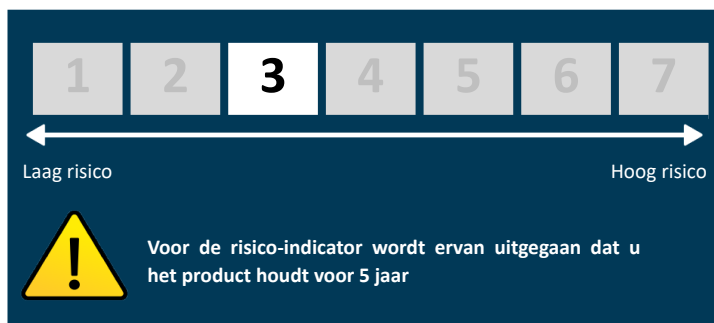 1 2 3 4 5 6 7
Laag risico Hoog risico
!
Voor de risico-indicator wordt ervan uitgegaan dat u
het product houdt voor 5 jaar